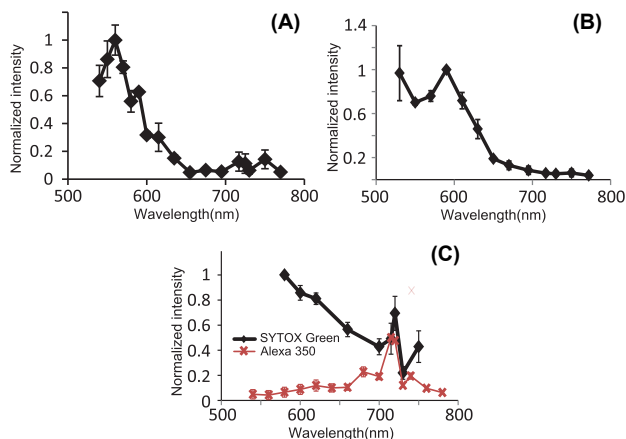 (A)
Normalized intensity
1
0.8
0.6
0.4
0.2
0
500 600 700 800
Wavelength(nm)
(B)
Normalized intensity
1.4
1
0.6
0.2
500 600 700 800
Wavelength(nm)
(C)
Normalized intensity
1
0.8
0.6
0.4
0.2
0
SYTOX Green
Alexa 350
500 600 700 800
Wavelength(nm)